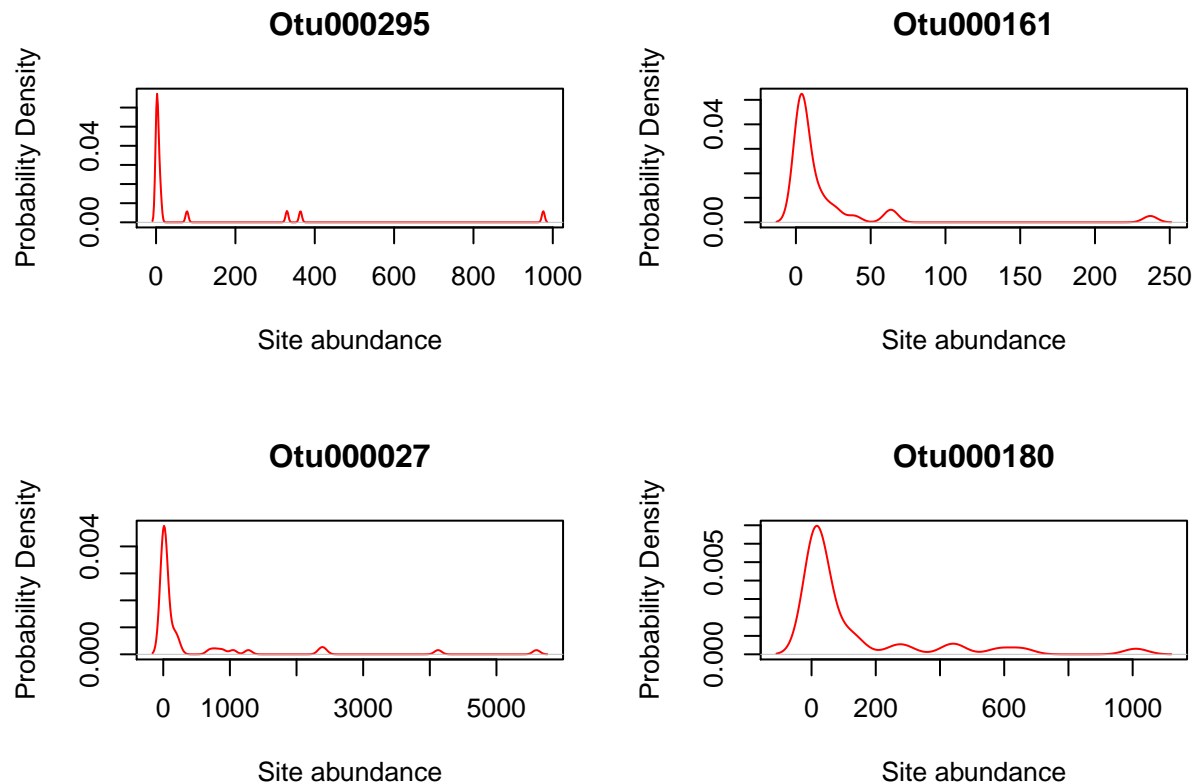 Otu000295
Probability Density
0.00
0.04
0 200 400 600 800 1000
Site abundance
Otu000161
Probability Density
0.00
0.04
0 50 100 150 200 250
Site abundance
Otu000027
Probability Density
0.000
0.004
0 1000 3000 5000
Site abundance
Otu000180
Probability Density
0.000
0.005
0 200 600 1000
Site abundance